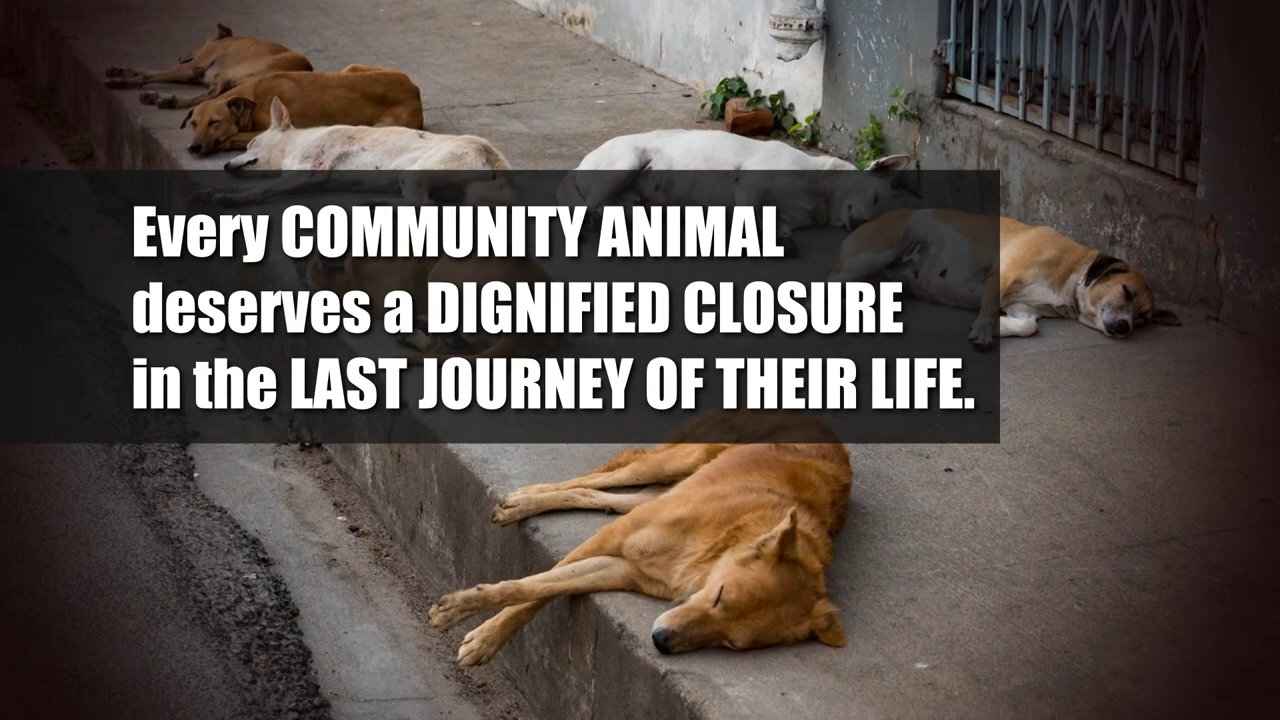 Every COMMUNITY ANIMAL
deserves a DIGNIFIED CLOSURE
in the LAST JOURNEY OF THEIR LIFE.